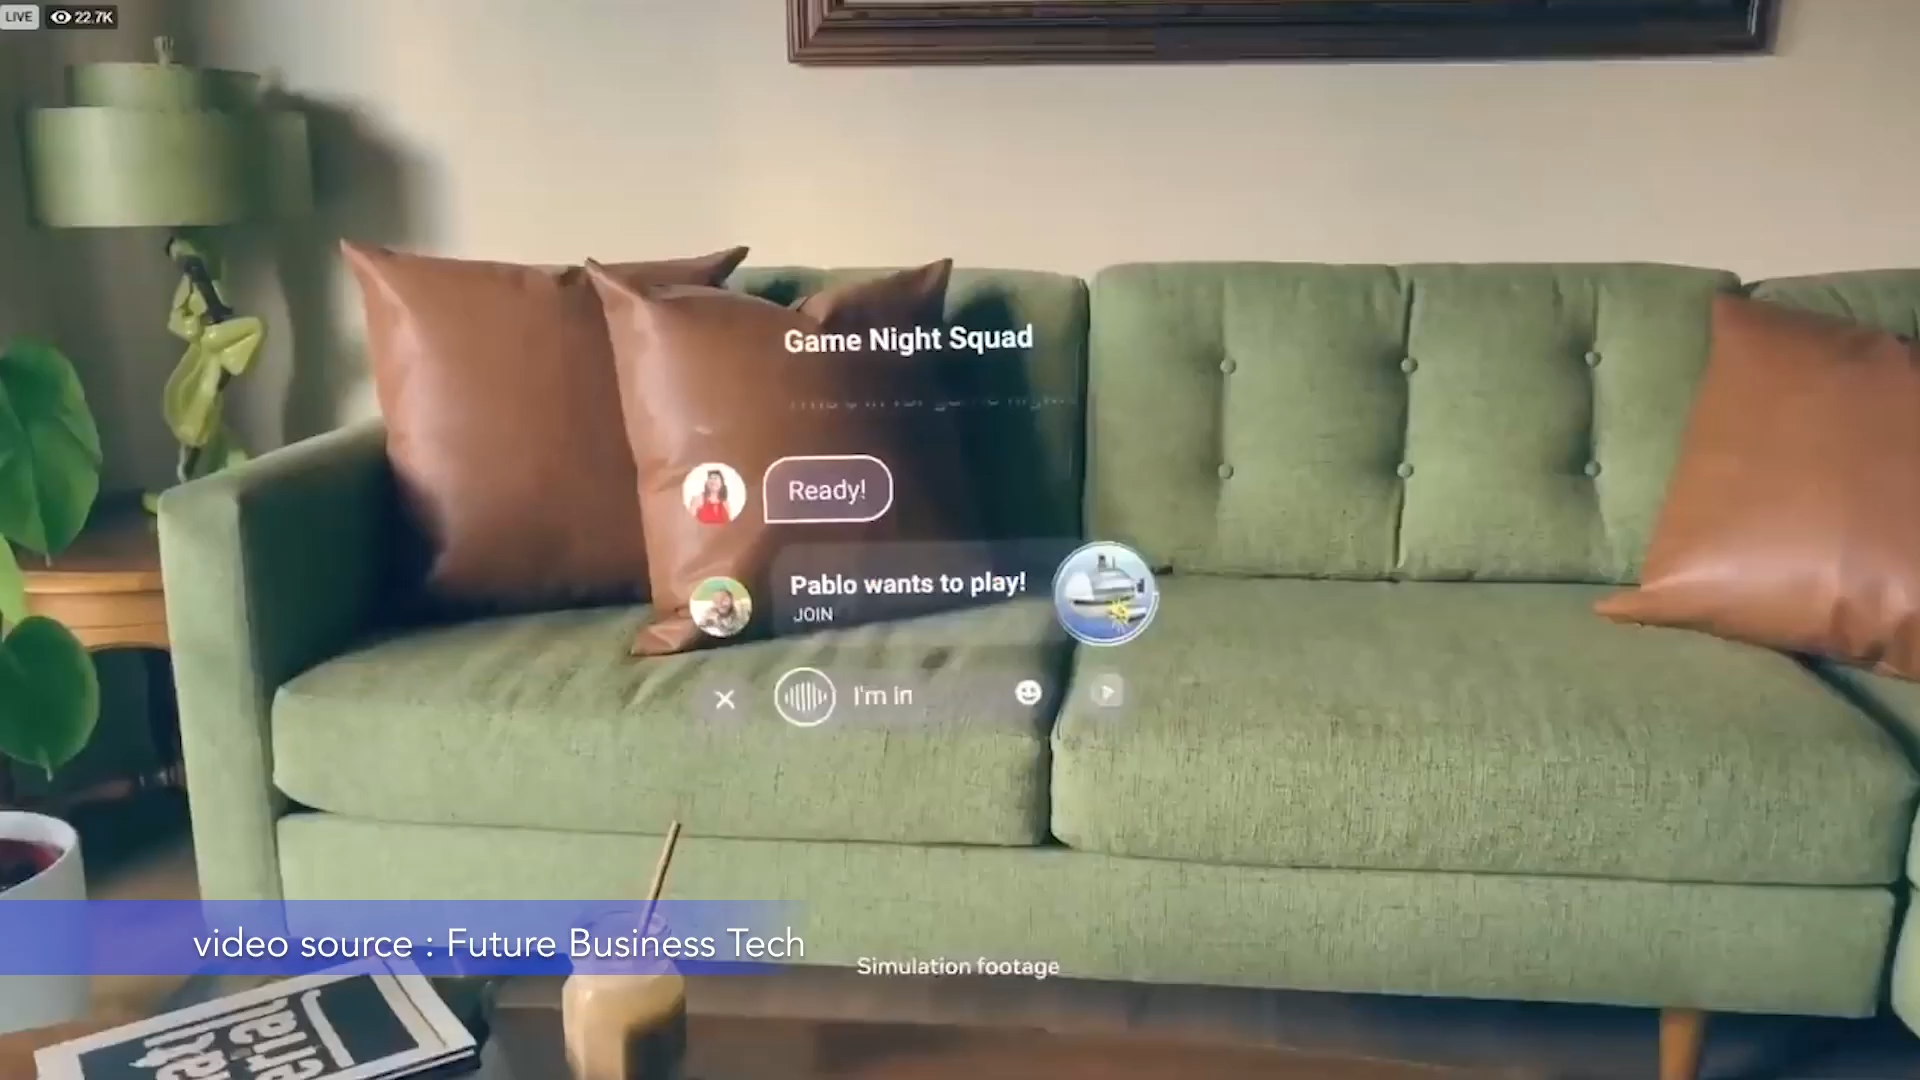 LIVE 22.7K
Game Night Squad
Ready!
Pablo wants to play!
JOIN
I'm in
video source : Future Business Tech
Simulation footage